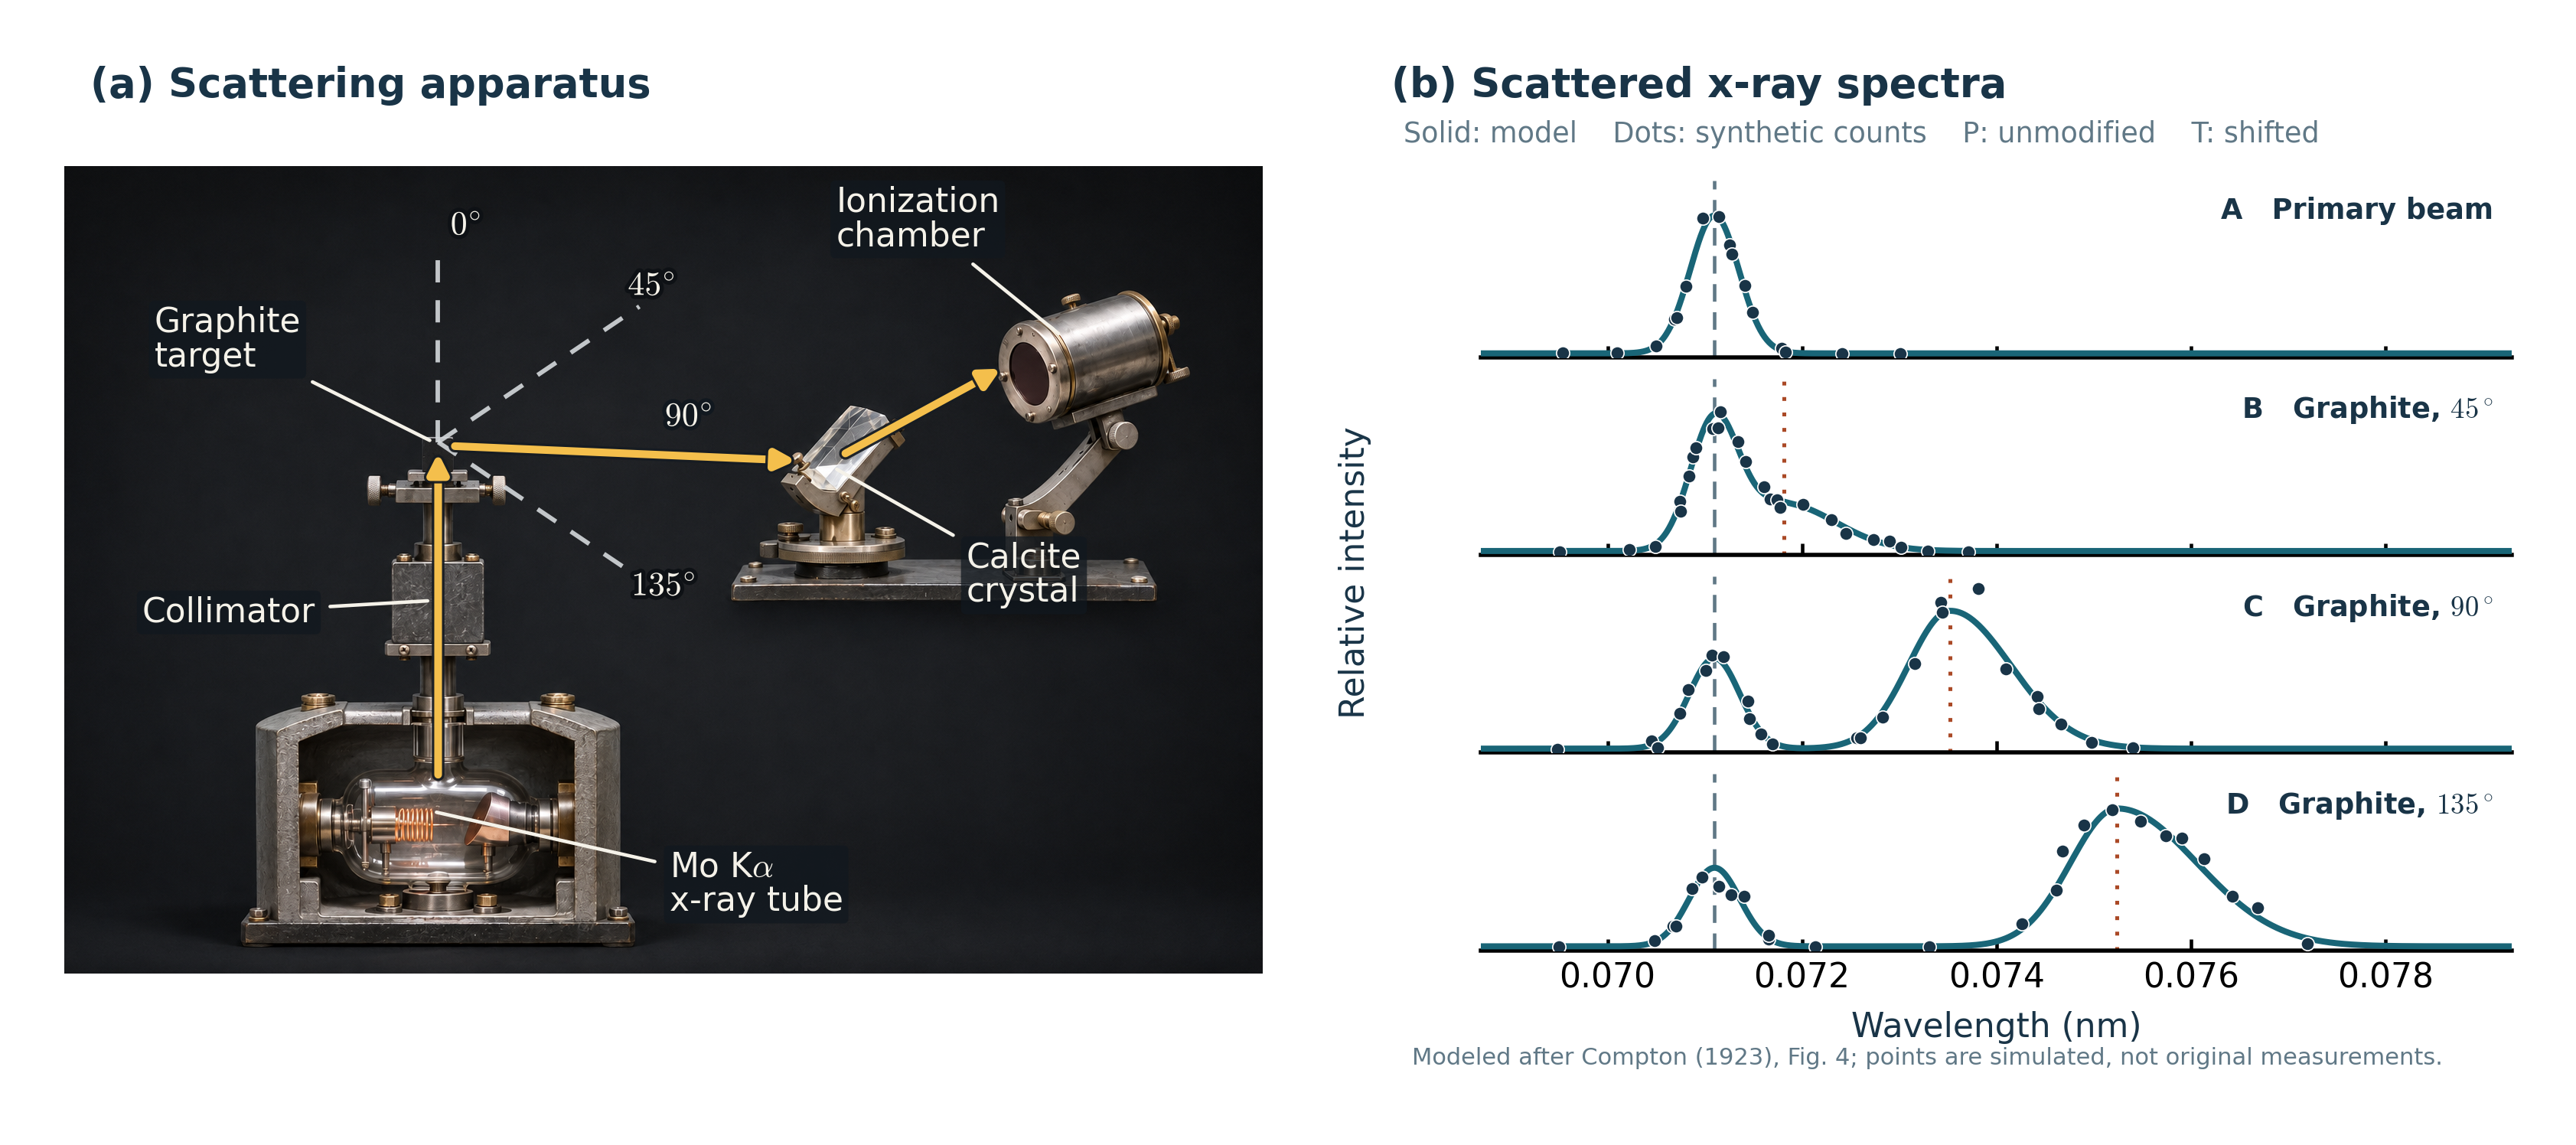 (a) Scattering apparatus
0°
45°
90°
135°
Ionization
chamber
Graphite
target
Calcite
crystal
Collimator
Mo Kα
x-ray tube
(b) Scattered x-ray spectra
Solid: model Dots: synthetic counts P: unmodified T: shifted
A Primary beam
B Graphite, 45°
C Graphite, 90°
D Graphite, 135°
Relative intensity
0.070 0.072 0.074 0.076 0.078
Wavelength (nm)
Modeled after Compton (1923), Fig. 4; points are simulated, not original measurements.